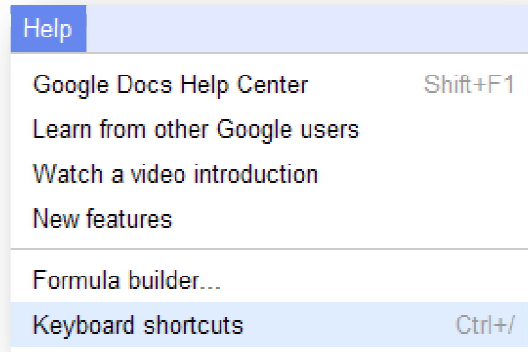 Help
Google Docs Help Center Shift+F1
Learn from other Google users
Watch a video introduction
New features
Formula builder...
Keyboard shortcuts Ctrl+/